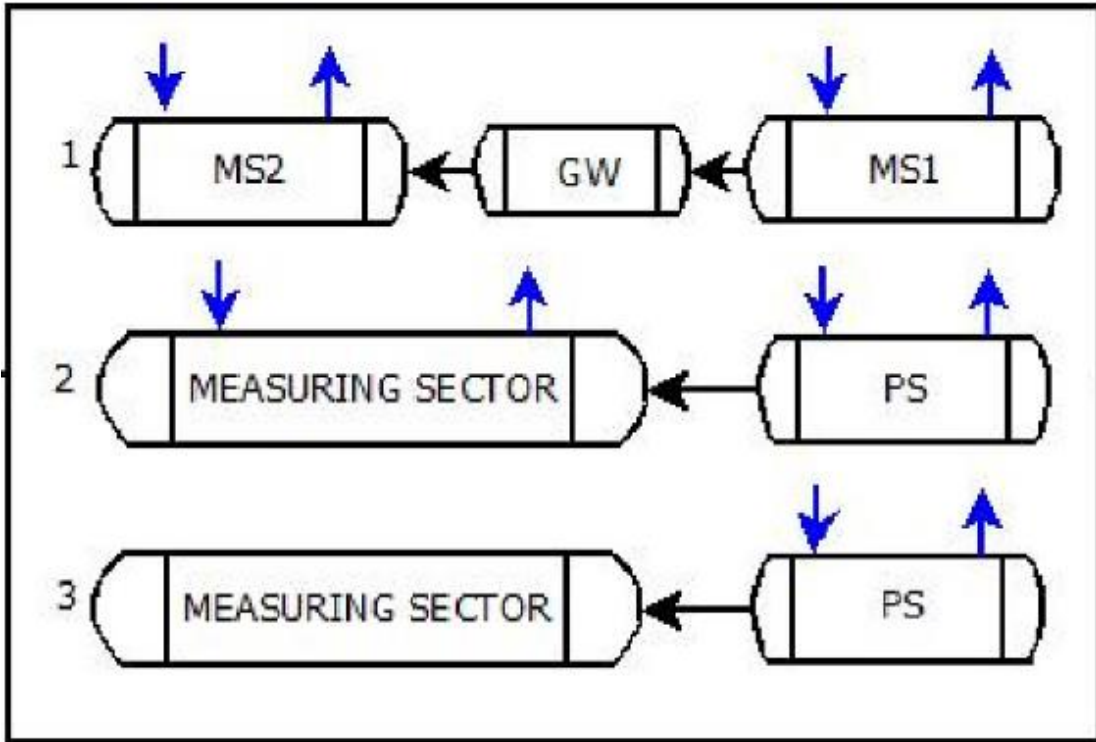 1 MS2 GW MS1
2 MEASURING SECTOR PS
3 MEASURING SECTOR PS